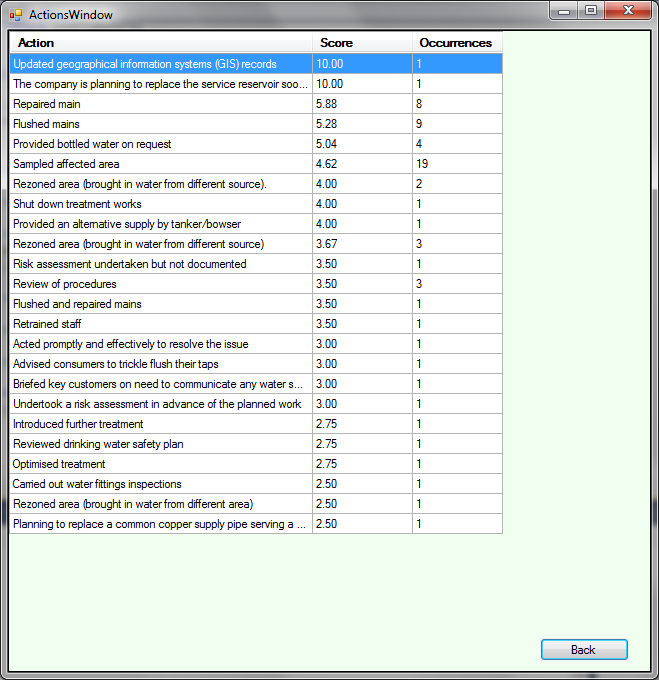 ActionsWindow
Action Score Occurrences
Updated geographical information systems (GIS) records 10.00 1
The company is planning to replace the service reservoir soo... 10.00 1
Repaired main 5.88 8
Flushed mains 5.28 9
Provided bottled water on request 5.04 4
Sampled affected area 4.62 19
Rezoned area (brought in water from different source). 4.00 2
Shut down treatment works 4.00 1
Provided an alternative supply by tanker/bowser 4.00 1
Rezoned area (brought in water from different source) 3.67 3
Risk assessment undertaken but not documented 3.50 1
Review of procedures 3.50 3
Flushed and repaired mains 3.50 1
Retrained staff 3.50 1
Acted promptly and effectively to resolve the issue 3.00 1
Advised consumers to trickle flush their taps 3.00 1
Briefed key customers on need to communicate any water s... 3.00 1
Undertook a risk assessment in advance of the planned work 3.00 1
Introduced further treatment 2.75 1
Reviewed drinking water safety plan 2.75 1
Optimised treatment 2.75 1
Carried out water fittings inspections 2.50 1
Rezoned area (brought in water from different area) 2.50 1
Planning to replace a common copper supply pipe serving a ... 2.50 1
Back